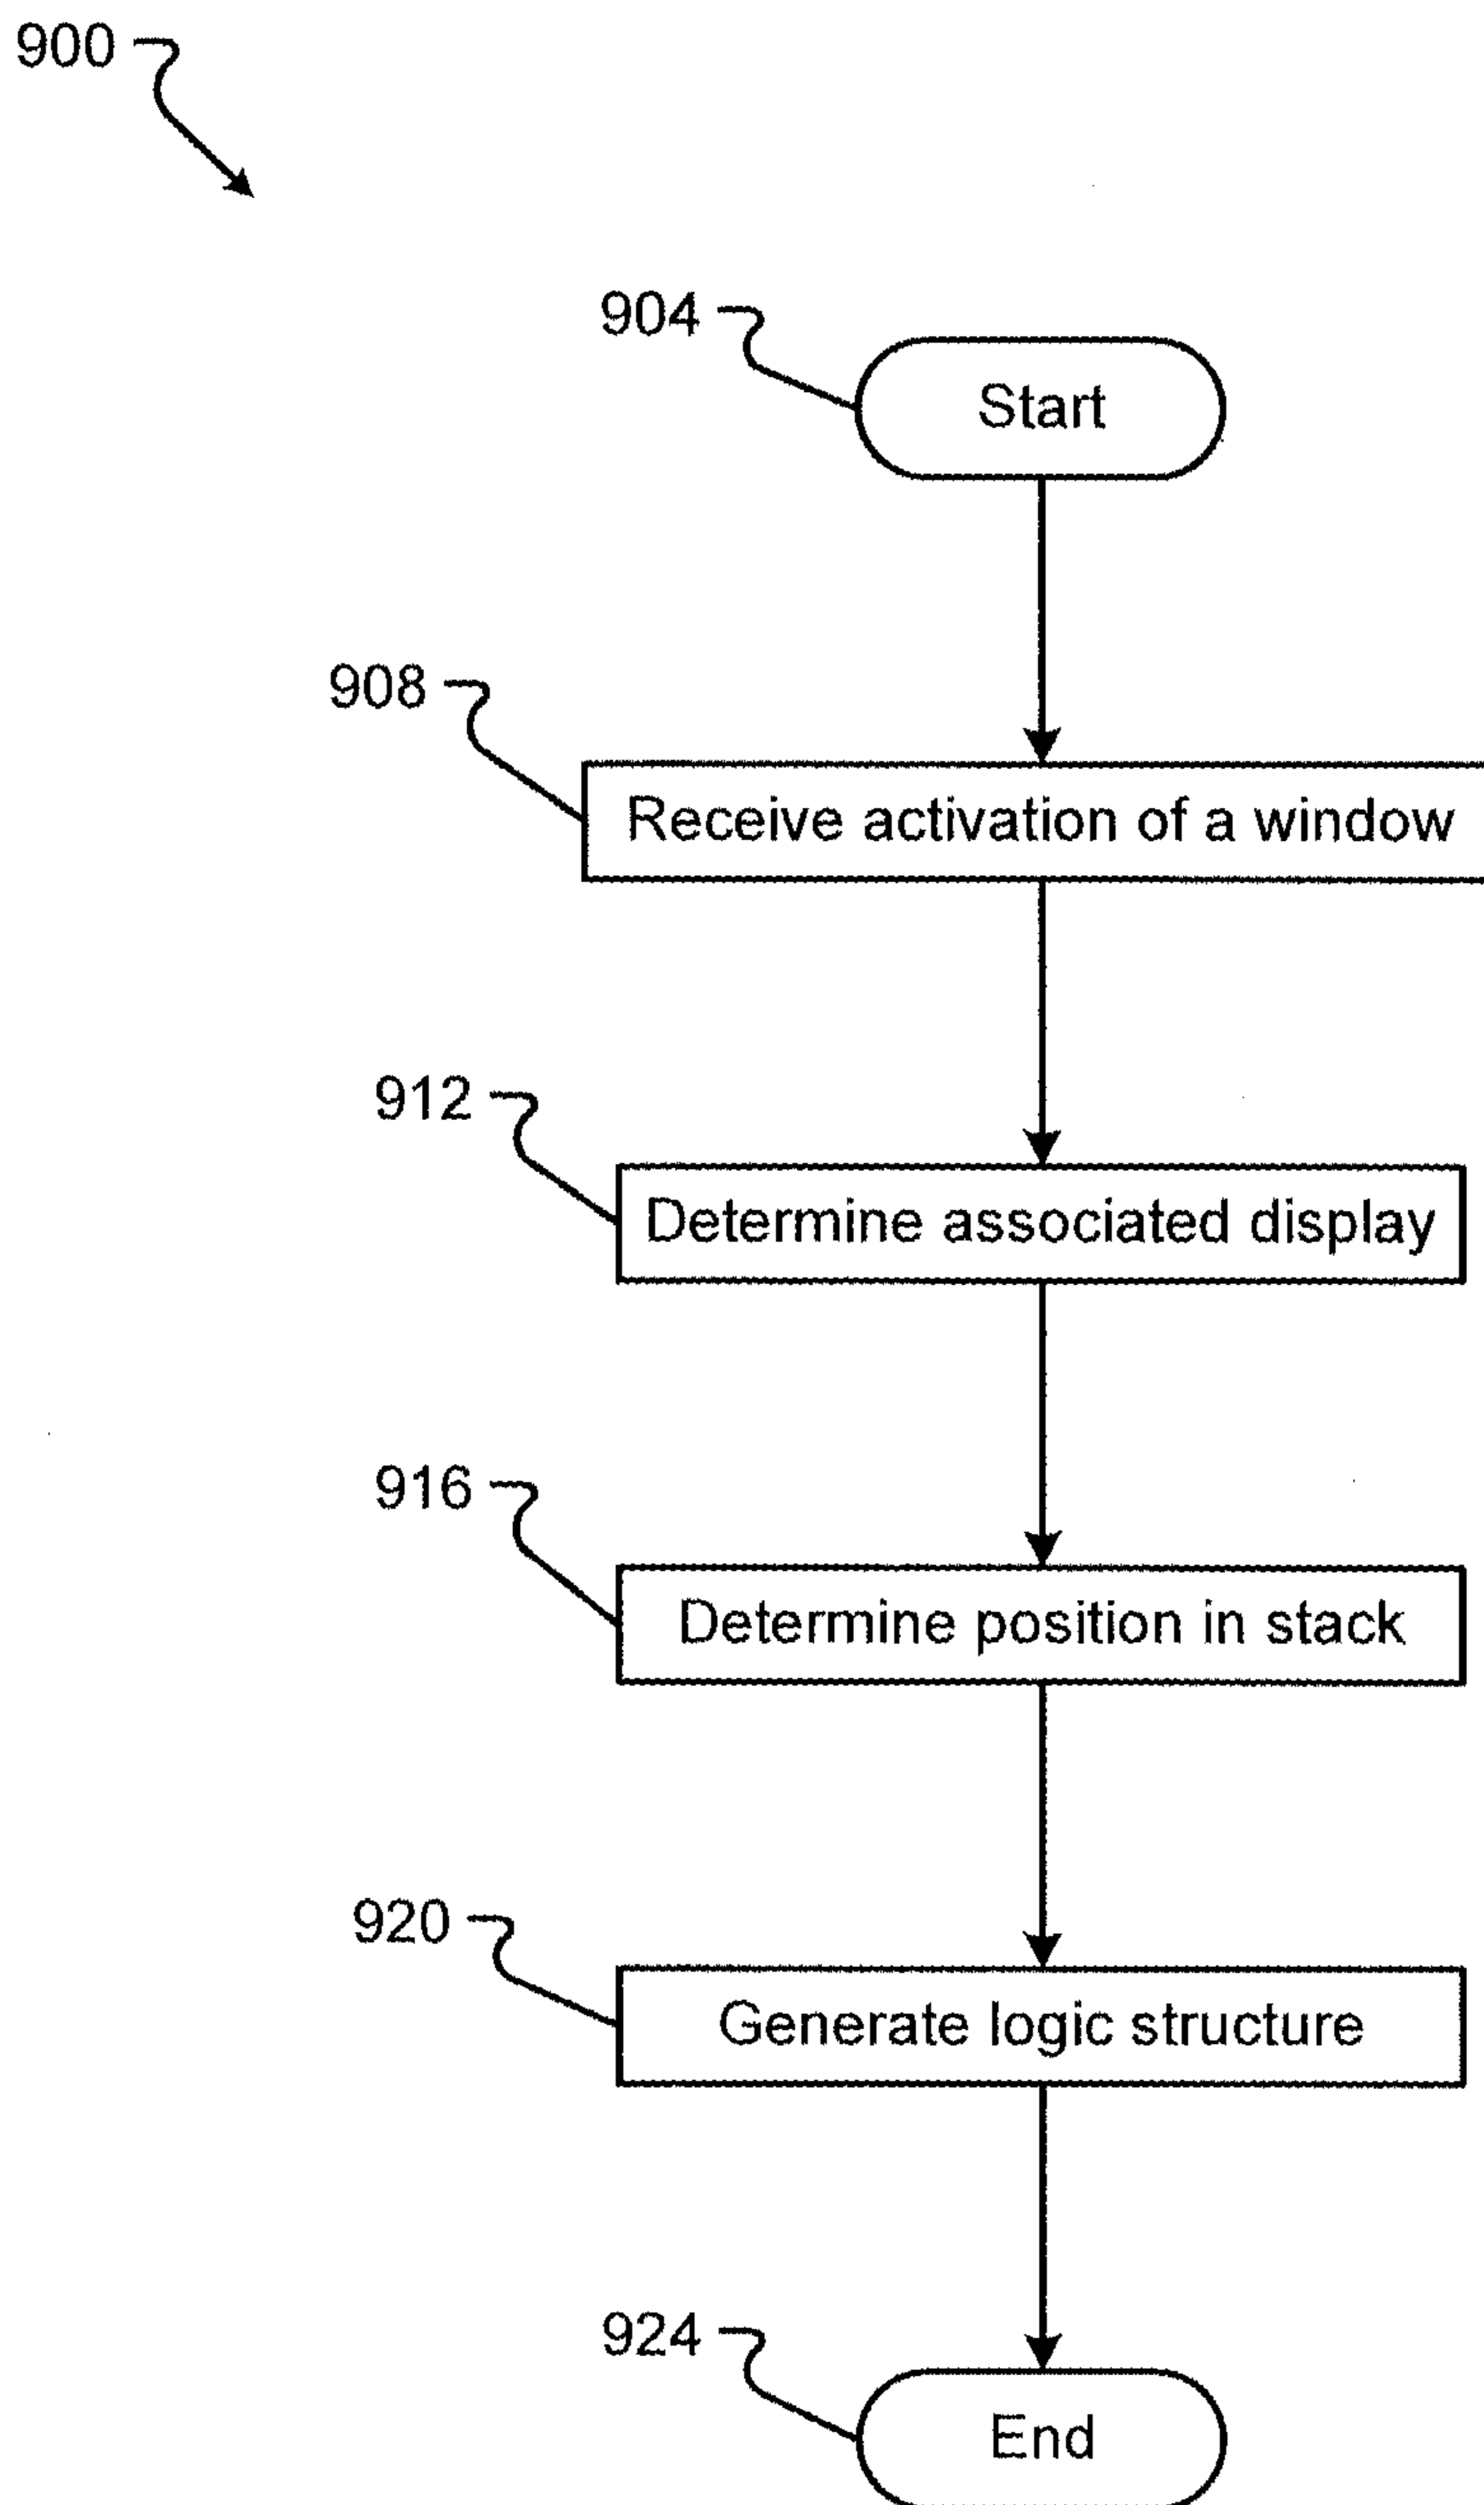 900
904
Start
908
Receive activation of a window
912
Determine associated display
916
Determine position in stack
920
Generate logic structure
924
End